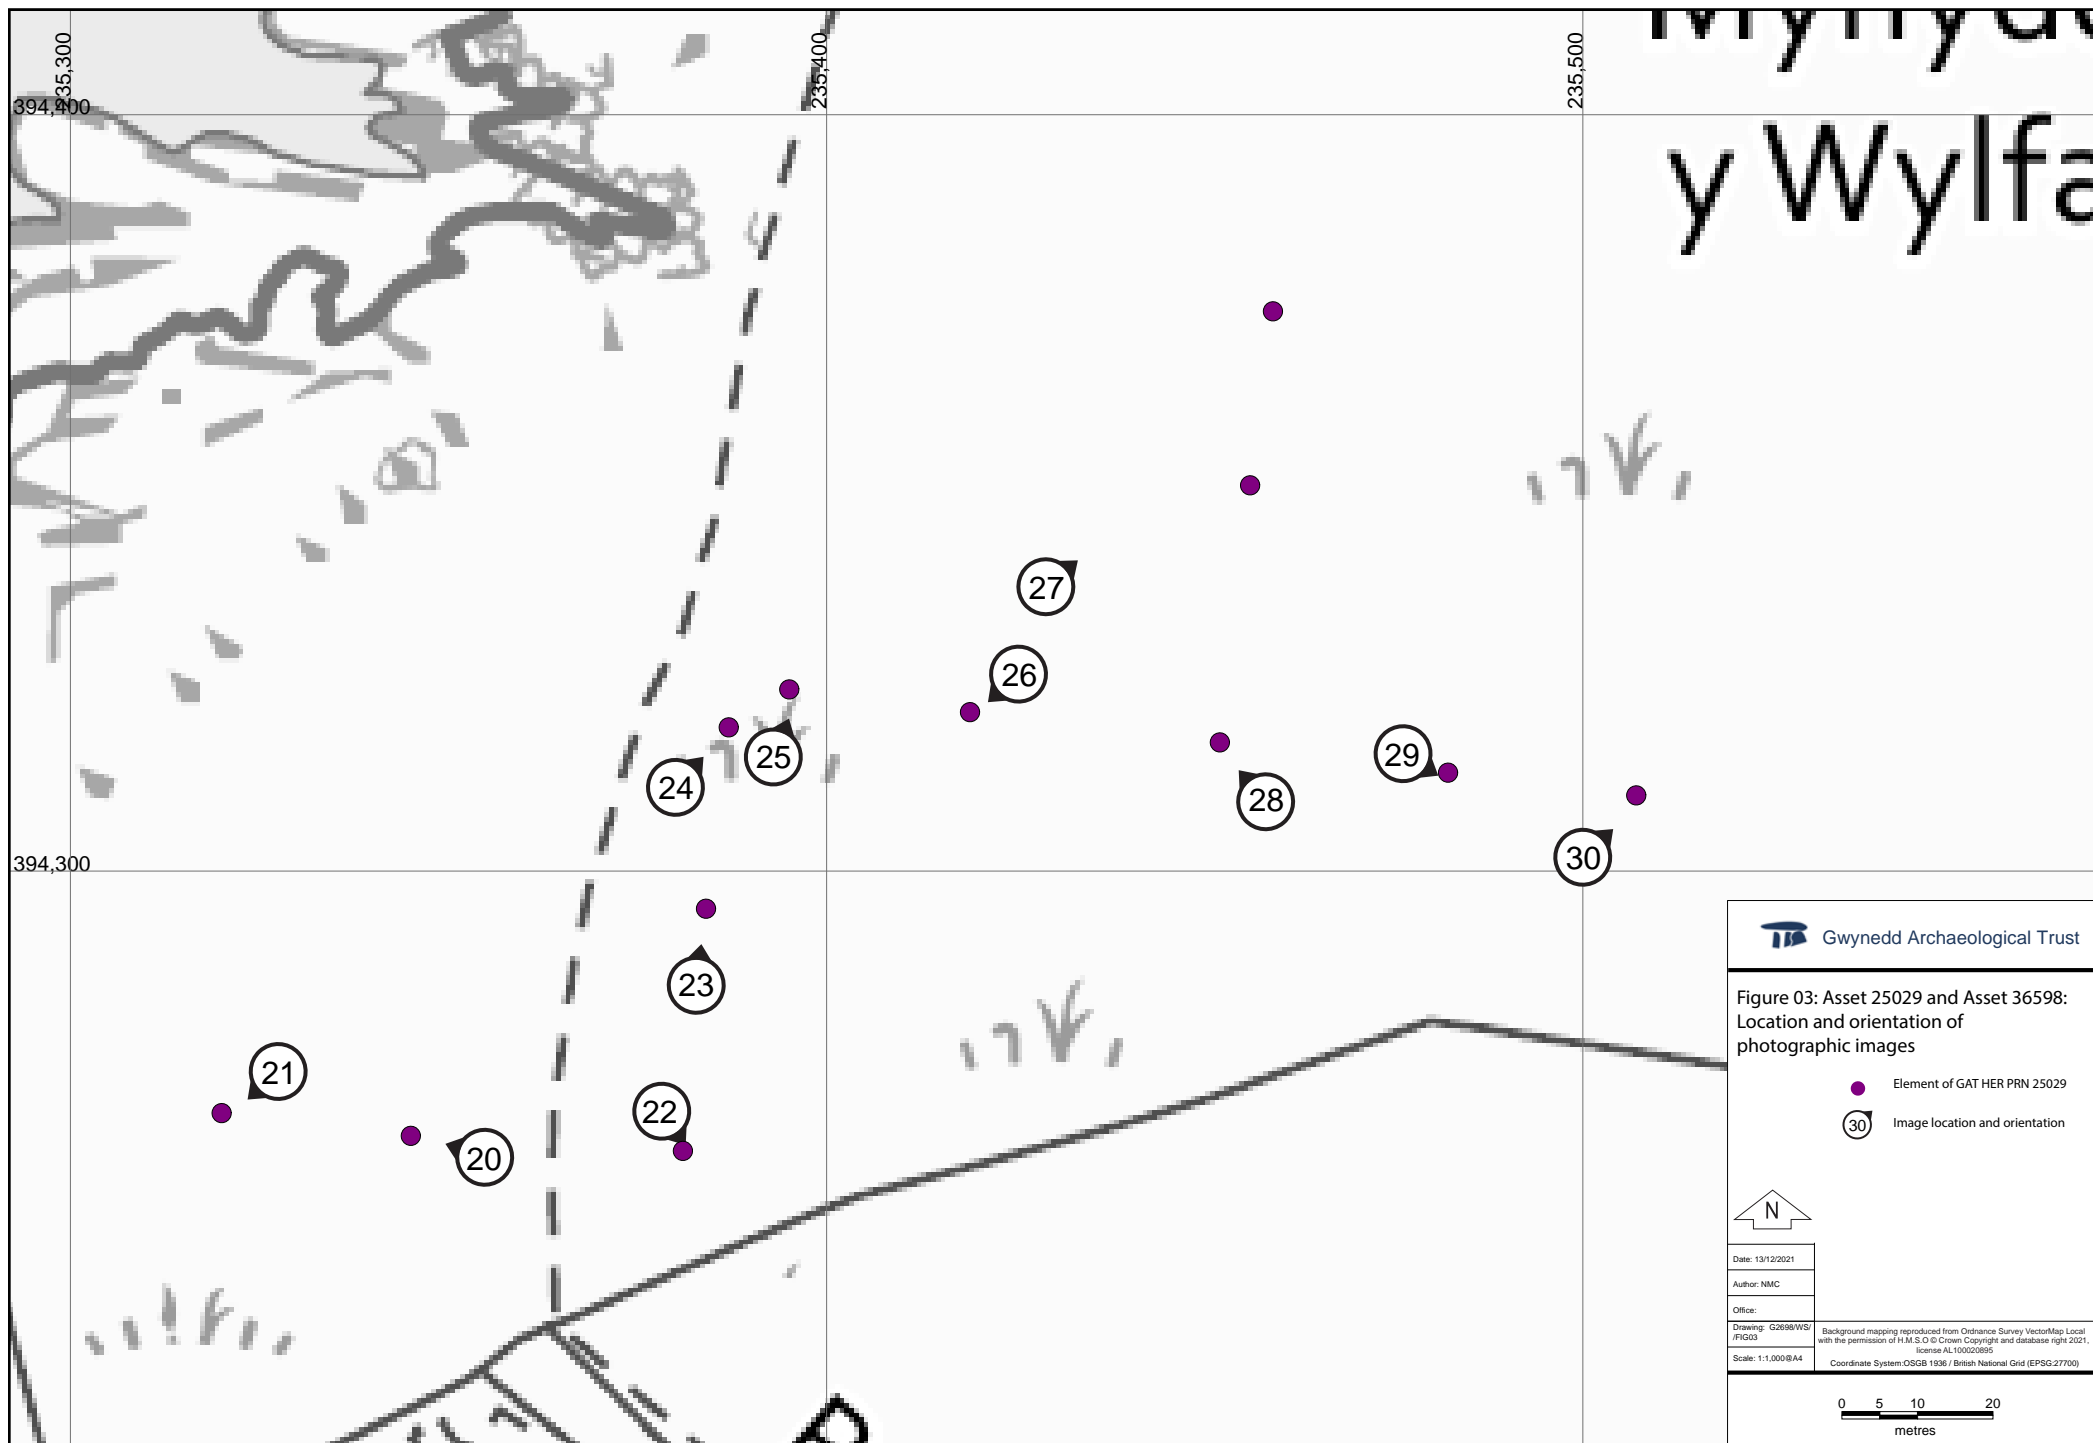 235,300
235,400
235,500
394,400
y Wylfa
27
26
25
24
29
28
30
394,300
23
21
22
20
Gwynedd Archaeological Trust
Figure 03: Asset 25029 and Asset 36598:
Location and orientation of
photographic images
Element of GAT HER PRN 25029
30
Image location and orientation
N
Date: 13/12/2021
Author: NMC
Office:
Drawing: G2698/WS/
/FIG03
Scale: 1:1,000@A4
Background mapping reproduced from Ordnance Survey VectorMap Local
with the permission of H.M.S.O © Crown Copyright and database right 2021,
license AL100020895
Coordinate System:OSGB 1936 / British National Grid (EPSG:27700)
0 5 10 20
metres